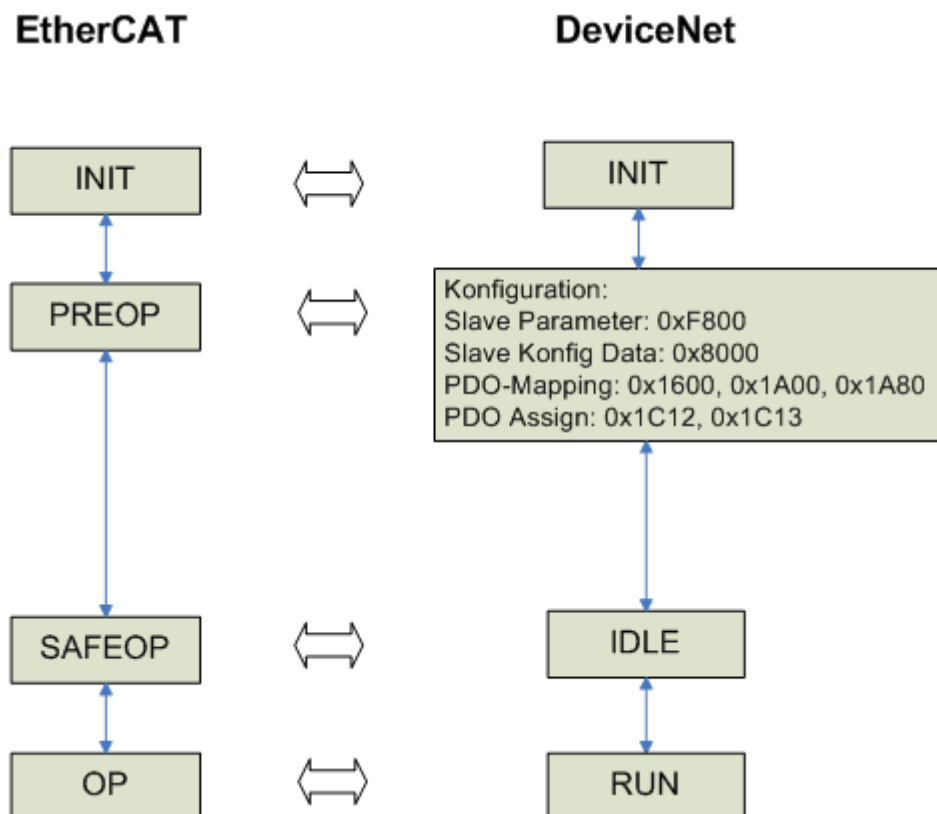 EtherCAT
DeviceNet
INIT
INIT
PREOP
Konfiguration:
Slave Parameter: 0xF800
Slave Konfig Data: 0x8000
PDO-Mapping: 0x1600, 0x1A00, 0x1A80
PDO Assign: 0x1C12, 0x1C13
SAFEOP
IDLE
OP
RUN